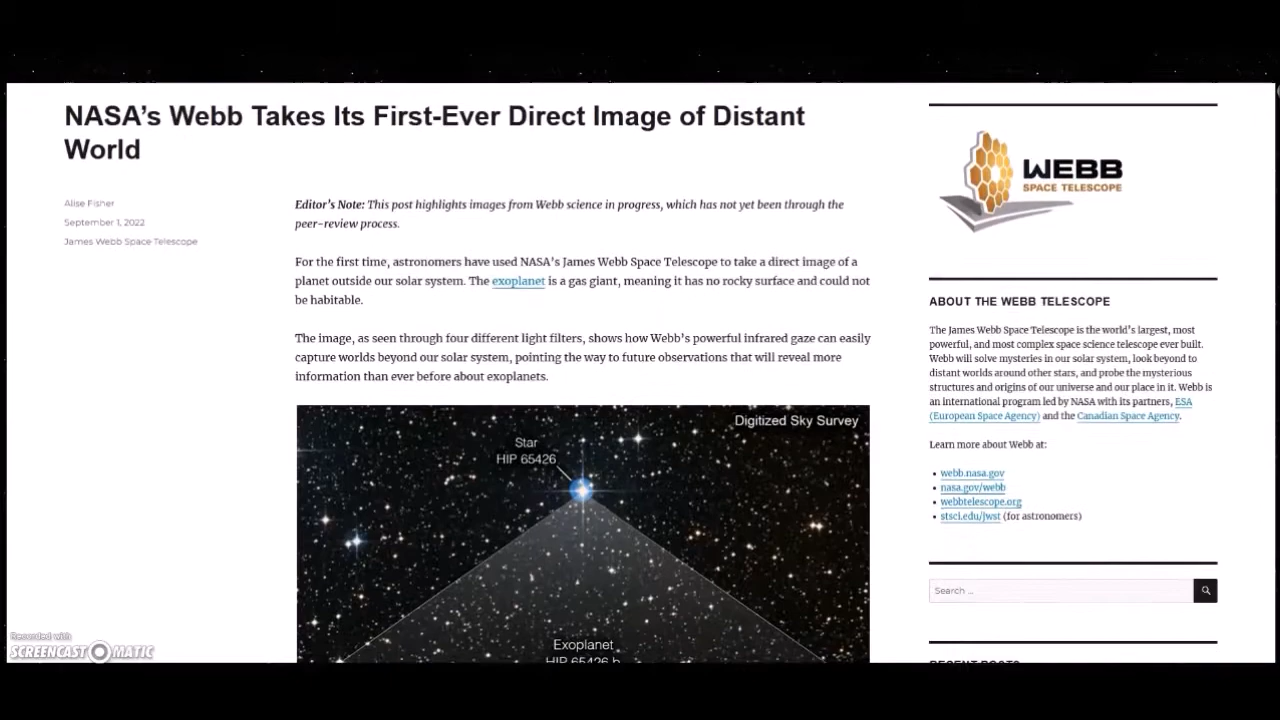 NASA’s Webb Takes Its First-Ever Direct Image of Distant
World
Alise Fisher
September 1, 2022
James Webb Space Telescope
Editor’s Note: This post highlights images from Webb science in progress, which has not yet been through the
peer-review process.
For the first time, astronomers have used NASA’s James Webb Space Telescope to take a direct image of a
planet outside our solar system. The exoplanet is a gas giant, meaning it has no rocky surface and could not
be habitable.
The image, as seen through four different light filters, shows how Webb’s powerful infrared gaze can easily
capture worlds beyond our solar system, pointing the way to future observations that will reveal more
information than ever before about exoplanets.
Digitized Sky Survey
Star
HIP 65426
Exoplanet
HIP 65426 b
WEBB
SPACE TELESCOPE
ABOUT THE WEBB TELESCOPE
The James Webb Space Telescope is the world’s largest, most
powerful, and most complex space science telescope ever built.
Webb will solve mysteries in our solar system, look beyond to
distant worlds around other stars, and probe the mysterious
structures and origins of our universe and our place in it. Webb is
an international program led by NASA with its partners, ESA
(European Space Agency) and the Canadian Space Agency.
Learn more about Webb at:
• webb.nasa.gov
• nasa.gov/webb
• webbtelescope.org
• stsci.edu/jwst (for astronomers)
Search …
RECENT POSTS
Recorded with
SCREENCAST O MATIC